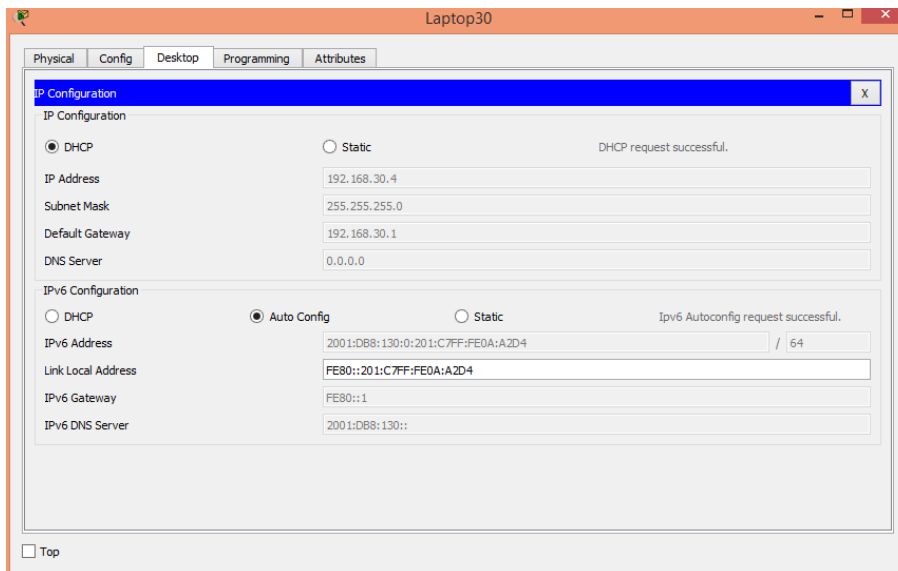 Laptop30
Physical Config Desktop Programming Attributes
IP Configuration X
IP Configuration
DHCP Static DHCP request successful.
IP Address 192.168.30.4
Subnet Mask 255.255.255.0
Default Gateway 192.168.30.1
DNS Server 0.0.0.0
IPv6 Configuration
DHCP Auto Config Static Ipv6 Autoconfig request successful.
IPv6 Address 2001:DB8:130:0:201:C7FF:FE0A:A2D4 / 64
Link Local Address FE80::201:C7FF:FE0A:A2D4
IPv6 Gateway FE80::1
IPv6 DNS Server 2001:DB8:130::
Top